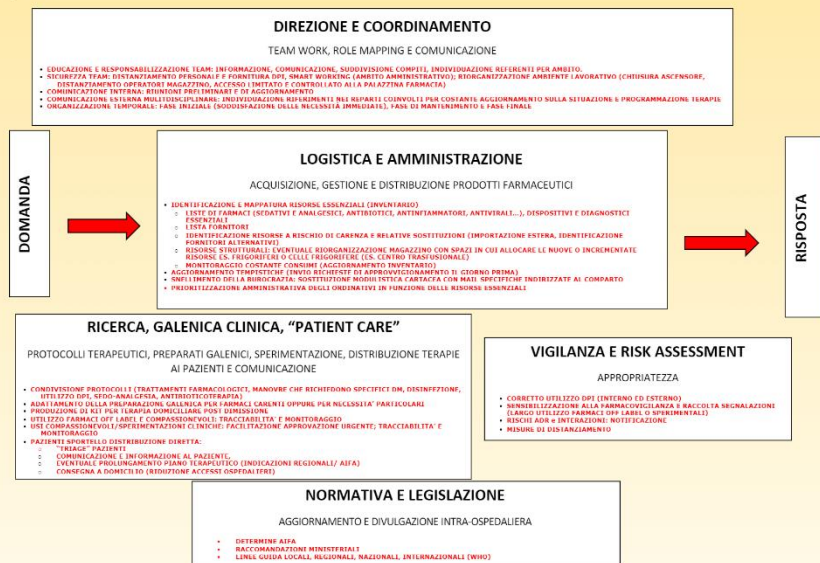 DIREZIONE E COORDINAMENTO
TEAM WORK, ROLE MAPPING E COMUNICAZIONE
• EDUCAZIONE E RESPONSABILIZZAZIONE TEAM: INFORMAZIONE, COMUNICAZIONE, SUDDIVISIONE COMPITI, INDIVIDUAZIONE REFERENTI PER AMBITO.
• SICUREZZA TEAM: DISTANZIAMENTO PERSONALE E FORNITURA DPI, SMART WORKING (AMBITO AMMINISTRATIVO); RIORGANIZZAZIONE AMBIENTE LAVORATIVO (CHIUSURA ASCENSORE,
DISTANZIAMENTO OPERATORI MAGAZZINO, ACCESSO LIMITATO E CONTROLLATO ALLA PALAZZINA FARMACIA)
• COMUNICAZIONE INTERNA: RIUNIONI PRELIMINARI E DI AGGIORNAMENTO
• COMUNICAZIONE ESTERNA MULTIDISCIPLINARE: INDIVIDUAZIONE RIFERIMENTI NEI REPARTI COINVOLTI PER COSTANTE AGGIORNAMENTO SULLA SITUAZIONE E PROGRAMMAZIONE TERAPIE
• ORGANIZZAZIONE TEMPORALE: FASE INIZIALE (SODDISFAZIONE DELLE NECESSITÀ IMMEDIATE), FASE DI MANTENIMENTO E FASE FINALE
DOMANDA
LOGISTICA E AMMINISTRAZIONE
ACQUISIZIONE, GESTIONE E DISTRIBUZIONE PRODOTTI FARMACEUTICI
• IDENTIFICAZIONE E MAPPATURA RISORSE ESSENZIALI (INVENTARIO)
o LISTE DI FARMACI (SEDATIVI E ANALGESICI, ANTIBIOTICI, ANTINFIAMMATORI, ANTIVIRALI...), DISPOSITIVI E DIAGNOSTICI
ESSENZIALI
o LISTA FORNITORI
o IDENTIFICAZIONE RISORSE A RISCHIO DI CARENZA E RELATIVE SOSTITUZIONI (IMPORTAZIONE ESTERA, IDENTIFICAZIONE
FORNITORI ALTERNATIVI)
o RISORSE STRUTTURALI: EVENTUALE RIORGANIZZAZIONE MAGAZZINO CON SPAZI IN CUI ALLOCARE LE NUOVE O INCREMENTATE
RISORSE ES. FRIGORIFERI O CELLE FRIGORIFERE (ES. CENTRO TRASFUSIONALE)
o MONITORAGGIO COSTANTE CONSUMI (AGGIORNAMENTO INVENTARIO)
• AGGIORNAMENTO TEMPISTICHE (INVIO RICHIESTE DI APPROVVIGIONAMENTO IL GIORNO PRIMA)
• SNELLIMENTO DELLA BUROCRAZIA: SOSTITUZIONE MODULISTICA CARTACEA CON MAIL SPECIFICHE INDIRIZZATE AL COMPARTO
• PRIORITIZZAZIONE AMMINISTRATIVA DEGLI ORDINATIVI IN FUNZIONE DELLE RISORSE ESSENZIALI
RISPOSTA
RICERCA, GALENICA CLINICA, "PATIENT CARE"
PROTOCOLLI TERAPEUTICI, PREPARATI GALENICI, SPERIMENTAZIONE, DISTRIBUZIONE TERAPIE
AI PAZIENTI E COMUNICAZIONE
• CONDIVISIONE PROTOCOLLI (TRATTAMENTI FARMACOLOGICI, MANOVRE CHE RICHIEDONO SPECIFICI DM, DISINFEZIONE,
UTILIZZO DPI, SEDO-ANALGESIA, ANTIBIOTICOTERAPIA)
• ADATTAMENTO DELLA PREPARAZIONE GALENICA PER FARMACI CARENTI OPPURE PER NECESSITA' PARTICOLARI
• PRODUZIONE DI KIT PER TERAPIA DOMICILIARE POST DIMISSIONE
• UTILIZZO FARMACI OFF LABEL E COMPASSIONEVOLI: TRACCIABILITA' E MONITORAGGIO
• USI COMPASSIONEVOLI/SPERIMENTAZIONI CLINICHE: FACILITAZIONE APPROVAZIONE URGENTE; TRACCIABILITA' E
MONITORAGGIO
• PAZIENTI SPORTELLO DISTRIBUZIONE DIRETTA:
o "TRIAGE" PAZIENTI
o COMUNICAZIONE E INFORMAZIONE AL PAZIENTE,
o EVENTUALE PROLUNGAMENTO PIANO TERAPEUTICO (INDICAZIONI REGIONALI/ AIFA)
o CONSEGNA A DOMICILIO (RIDUZIONE ACCESSI OSPEDALIERI)
VIGILANZA E RISK ASSESSMENT
APPROPRIATEZZA
• CORRETTO UTILIZZO DPI (INTERNO ED ESTERNO)
• SENSIBILIZZAZIONE ALLA FARMACOVIGILANZA E RACCOLTA SEGNALAZIONI
(LARGO UTILIZZO FARMACI OFF LABEL O SPERIMENTALI)
• RISCHI ADR e INTERAZIONI: NOTIFICAZIONE
• MISURE DI DISTANZIAMENTO
NORMATIVA E LEGISLAZIONE
AGGIORNAMENTO E DIVULGAZIONE INTRA-OSPEDALIERA
• DETERMINE AIFA
• RACCOMANDAZIONI MINISTERIALI
• LINEE GUIDA LOCALI, REGIONALI, NAZIONALI, INTERNAZIONALI (WHO)